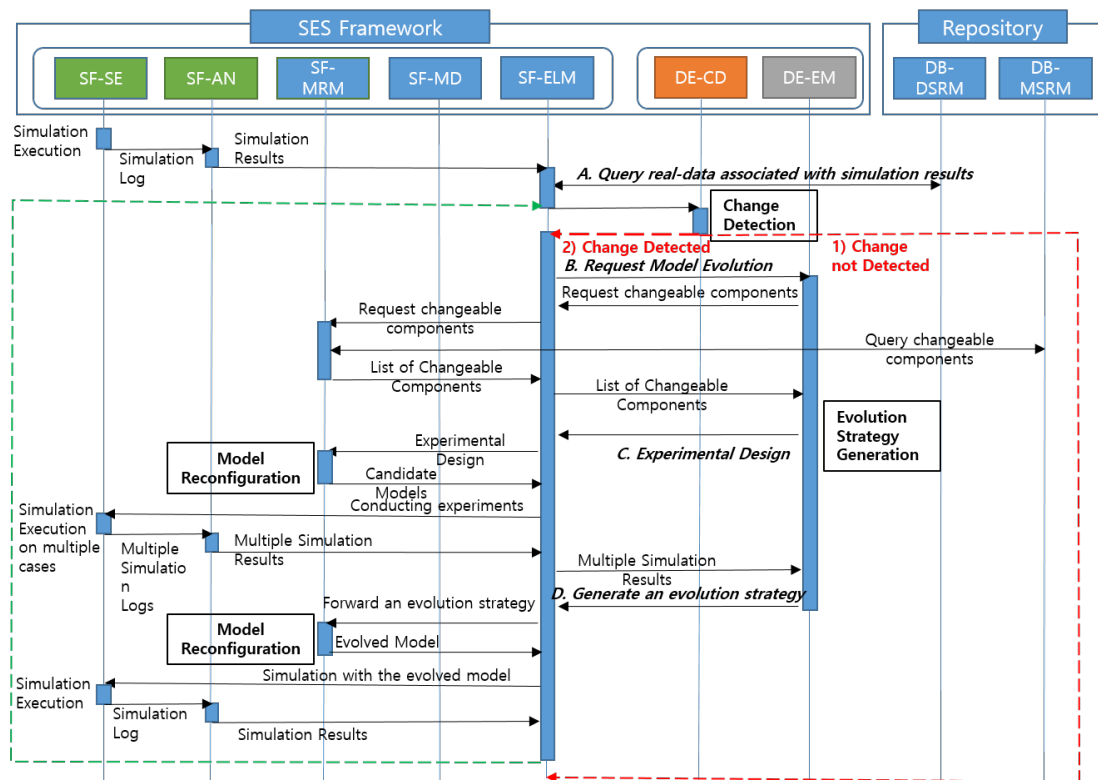 SES Framework
Repository
SF-SE
SF-AN
SF-
MRM
SF-MD
SF-ELM
DE-CD
DE-EM
DB-
DSRM
DB-
MSRM
Simulation
Execution
Simulation
Log
Simulation
Results
A. Query real-data associated with simulation results
Change
Detection
2) Change Detected
1) Change
not Detected
B. Request Model Evolution
Request changeable components
Request changeable
components
Query changeable
components
List of Changeable
Components
List of Changeable
Components
Evolution
Strategy
Generation
C. Experimental Design
Experimental
Design
Model
Reconfiguration
Candidate
Models
Conducting experiments
Simulation
Execution
on multiple
cases
Multiple
Simulatio
n
Logs
Multiple Simulation
Results
Multiple Simulation
Results
D. Generate an evolution strategy
Forward an evolution strategy
Model
Reconfiguration
Evolved Model
Simulation with the evolved model
Simulation
Execution
Simulation
Log
Simulation Results